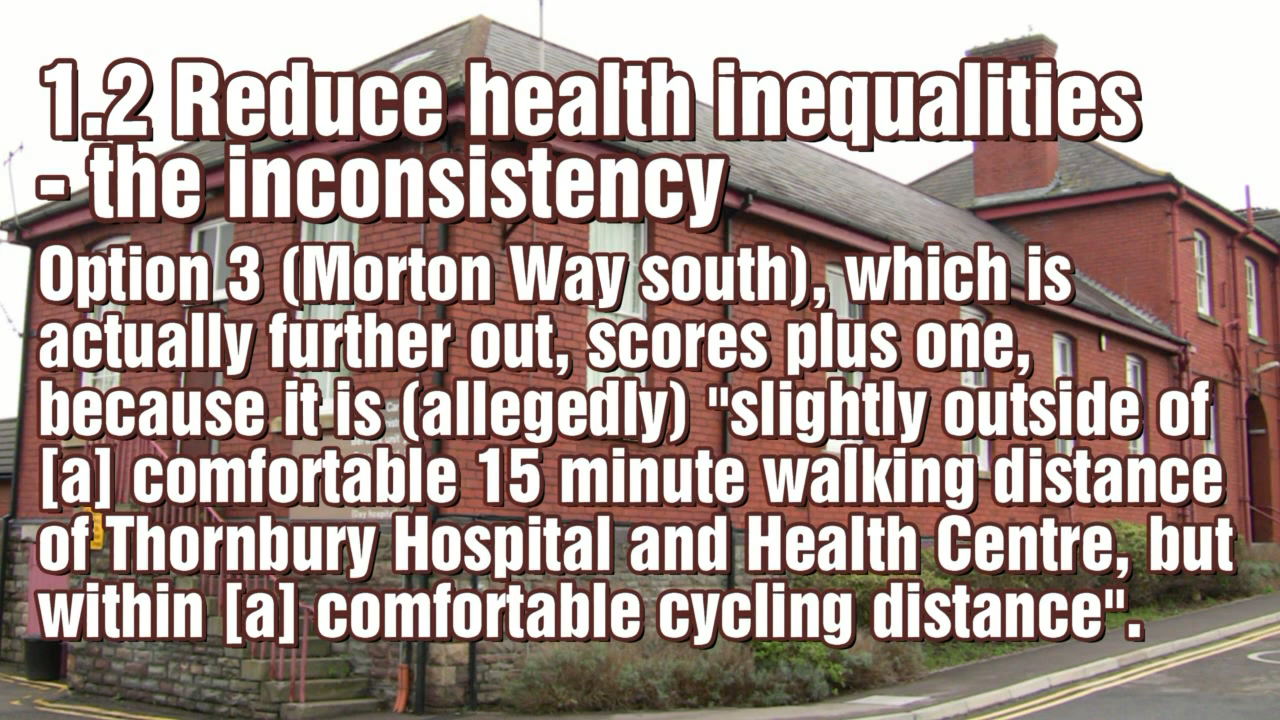 1.2 Reduce health inequalities
- the inconsistency
Option 3 (Morton Way south), which is
actually further out, scores plus one,
because it is (allegedly) "slightly outside of
[a] comfortable 15 minute walking distance
of Thornbury Hospital and Health Centre, but
within [a] comfortable cycling distance".